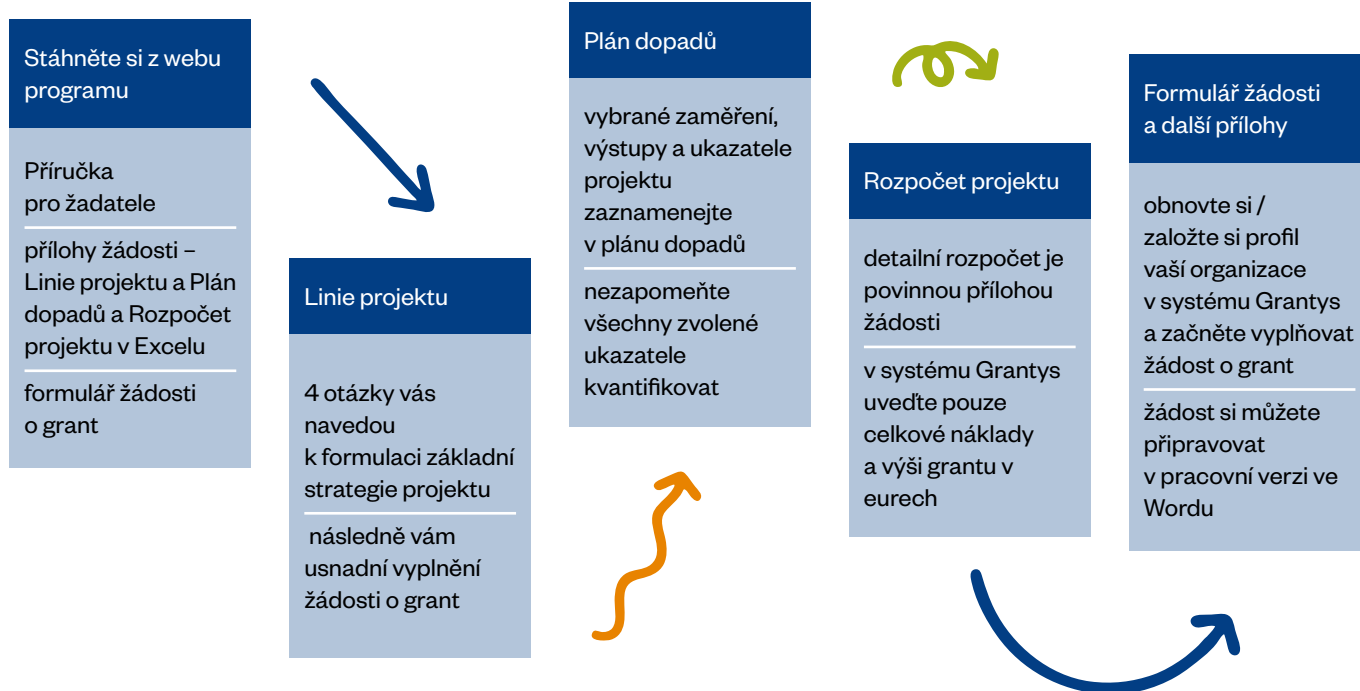 Stáhněte si z webu
programu
Příručka
pro žadatele
přílohy žádosti –
Linie projektu a Plán
dopadů a Rozpočet
projektu v Excelu
formulář žádosti
o grant
Linie projektu
4 otázky vás
navedou
k formulaci základní
strategie projektu
následně vám
usnadní vyplnění
žádosti o grant
Plán dopadů
vybrané zaměření,
výstupy a ukazatele
projektu
zaznamenejte
v plánu dopadů
nezapomeňte
všechny zvolené
ukazatele
kvantifikovat
Rozpočet projektu
detailní rozpočet je
povinnou přílohou
žádosti
v systému Grantys
uveďte pouze
celkové náklady
a výši grantu v
eurech
Formulář žádosti
a další přílohy
obnovte si /
založte si profil
vaší organizace
v systému Grantys
a začněte vyplňovat
žádost o grant
žádost si můžete
připravovat
v pracovní verzi ve
Wordu